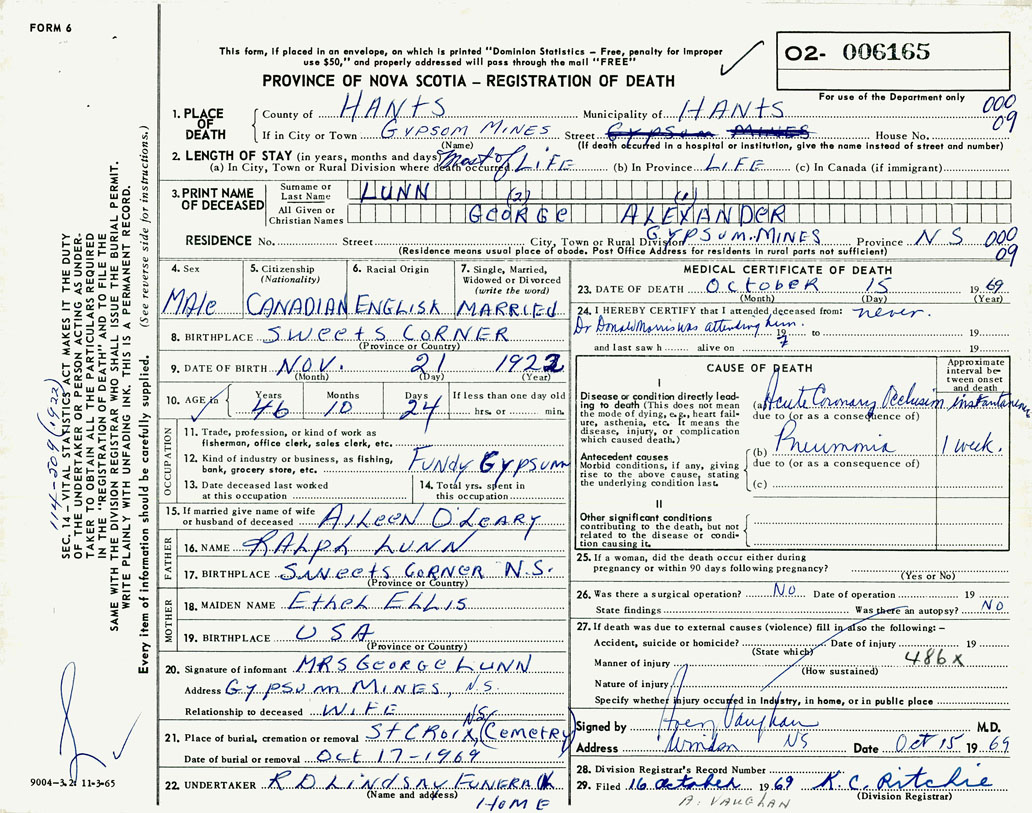 FORM 6
This form, if placed in an envelope, on which is printed "Dominion Statistics – Free, penalty for improper
use $50," and properly addressed will pass through the mail "FREE"
PROVINCE OF NOVA SCOTIA – REGISTRATION OF DEATH
O2- 006165
For use of the Department only
000
09
1. PLACE OF DEATH
County of HANTS Municipality of HANTS
If in City or Town GYPSOM MINES Street Gypsum MINES House No.
(Name) (If death occurred in a hospital or institution, give the name instead of street and number)
2. LENGTH OF STAY (in years, months and days)
(a) In City, Town or Rural Division where death occurred Most of LIFE (b) In Province LIFE (c) In Canada (if immigrant)
3. PRINT NAME OF DECEASED
Surname or Last Name LUNN
(2) (1)
All Given or Christian Names GEORGE ALEXANDER
RESIDENCE No. Street City, Town or Rural Division GYPSUM. MINES Province N S 000
(Residence means usual place of abode. Post Office Address for residents in rural parts not sufficient) 09
4. Sex MAle
5. Citizenship (Nationality) CANADIAN
6. Racial Origin ENGLISH
7. Single, Married, Widowed or Divorced (write the word) MARRIED
8. BIRTHPLACE SWeetS CORNER
(Province or Country)
9. DATE OF BIRTH NOV. 21 1922
(Month) (Day) (Year)
10. AGE in Years 46 Months 10 Days 24 If less than one day old hrs. or min.
OCCUPATION
11. Trade, profession, or kind of work as fisherman, office clerk, sales clerk, etc.
12. Kind of industry or business, as fishing, bank, grocery store, etc. FUNDY GYPSUM
13. Date deceased last worked at this occupation
14. Total yrs. spent in this occupation
15. If married give name of wife or husband of deceased AILEEN O'LEARY
FATHER
16. NAME RALPH LUNN
17. BIRTHPLACE SWeetS CORNER N.S.
(Province or Country)
MOTHER
18. MAIDEN NAME ETheL ELLIS
19. BIRTHPLACE USA
(Province or Country)
20. Signature of informant MRS GEORGE LUNN
Address GYPSUM MINES, N.S.
Relationship to deceased WIFE
21. Place of burial, cremation or removal ST CROIX NS (Cemetry)
Date of burial or removal Oct 17-1969
22. UNDERTAKER R D LINDSAY FUNERAL
(Name and address) HOME
MEDICAL CERTIFICATE OF DEATH
23. DATE OF DEATH OCTOBER 15 1969
(Month) (Day) (Year)
24. I HEREBY CERTIFY that I attended deceased from: never.
Dr Donald Morris was attending him. 19 to 19
and last saw h alive on 19
CAUSE OF DEATH
Approximate interval between onset and death
I
Disease or condition directly leading to death (This does not mean the mode of dying, e.g., heart failure, asthenia, etc. It means the disease, injury, or complication which caused death.)
(a) Acute Coronary Occlusion instantaneous
due to (or as a consequence of)
Antecedent causes
Morbid conditions, if any, giving rise to the above cause, stating the underlying condition last.
(b) Pneumonia 1 week.
due to (or as a consequence of)
(c)
II
Other significant conditions
contributing to the death, but not related to the disease or condition causing it.
25. If a woman, did the death occur either during pregnancy or within 90 days following pregnancy?
(Yes or No)
26. Was there a surgical operation? NO Date of operation 19
State findings Was there an autopsy? NO
27. If death was due to external causes (violence) fill in also the following: –
Accident, suicide or homicide? Date of injury 19
(State which)
Manner of injury 486x
(How sustained)
Nature of injury
Specify whether injury occurred in Industry, in home, or in public place
Signed by Vaughan M.D.
Address Windsor NS Date Oct 15 1969
28. Division Registrar's Record Number
29. Filed 16 October 1969 K. C. Ritchie
A. VAUGHAN (Division Registrar)
114-209 (1922)
SEC. 14 – VITAL STATISTICS ACT MAKES IT THE DUTY
OF THE UNDERTAKER OR PERSON ACTING AS UNDER-
TAKER TO OBTAIN ALL THE PARTICULARS REQUIRED
IN THE "REGISTRATION OF DEATH" AND TO FILE THE
SAME WITH THE DIVISION REGISTRAR WHO SHALL ISSUE THE BURIAL PERMIT.
WRITE PLAINLY WITH UNFADING INK. THIS IS A PERMANENT RECORD.
Every item of information should be carefully supplied. (See reverse side for instructions.)
9004-3.2: 11-3-65